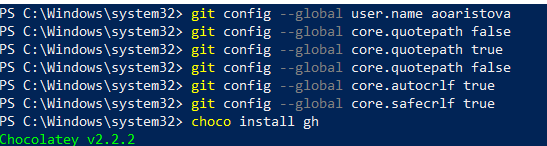 PS C:\Windows\system32> git config --global user.name aoaristova
PS C:\Windows\system32> git config --global core.quotepath false
PS C:\Windows\system32> git config --global core.quotepath true
PS C:\Windows\system32> git config --global core.quotepath false
PS C:\Windows\system32> git config --global core.autocrlf true
PS C:\Windows\system32> git config --global core.safecrlf true
PS C:\Windows\system32> choco install gh
Chocolatey v2.2.2